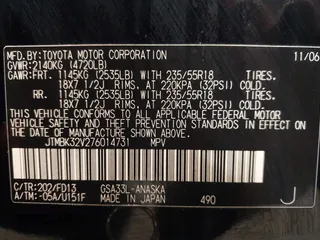 MFD. BY: TOYOTA MOTOR CORPORATION 11/06
GVWR: 2140KG (4720LB)
GAWR: FRT. 1145KG (2535LB) WITH 235/55R18 TIRES.
18X7 1/2J RIMS. AT 220KPA (32PSI) COLD
RR. 1145KG (2535LB) WITH 235/55R18 TIRES.
18X7 1/2J RIMS. AT 220KPA (32PSI) COLD
THIS VEHICLE CONFORMS TO ALL APPLICABLE FEDERAL MOTOR
VEHICLE SAFETY STANDARDS IN EFFECT ON THE DATE OF
MANUFACTURE SHOWN ABOVE.
JTMBK32V276014731 MPV
C/TR: 202/FD13 GSA33L-ANASKA
A/TM: -05A/U151F MADE IN JAPAN 490 J